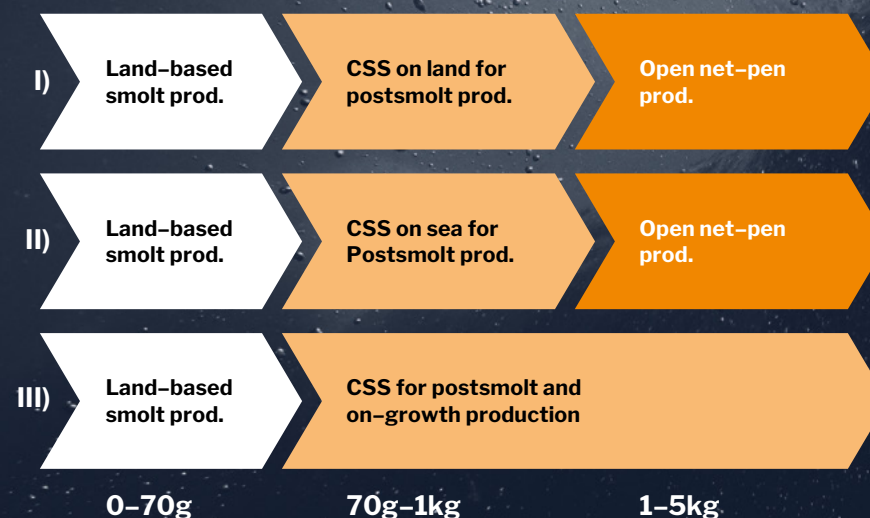 I)
Land–based
smolt prod.
CSS on land for
postsmolt prod.
Open net–pen
prod.
II)
Land–based
smolt prod.
CSS on sea for
Postsmolt prod.
Open net–pen
prod.
III)
Land–based
smolt prod.
CSS for postsmolt and
on–growth production
0–70g
70g–1kg
1–5kg